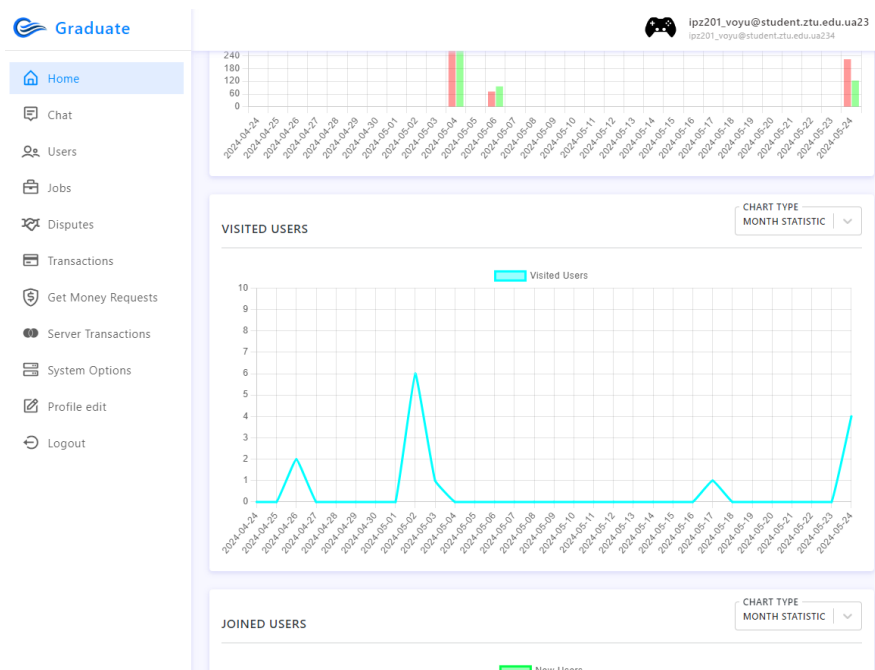 Graduate
ipz201_voyu@student.ztu.edu.ua23
ipz201_voyu@student.ztu.edu.ua234
Home
Chat
Users
Jobs
Disputes
Transactions
Get Money Requests
Server Transactions
System Options
Profile edit
Logout
240
180
120
60
0
2024-04-24 2024-04-25 2024-04-26 2024-04-27 2024-04-28 2024-04-29 2024-04-30 2024-05-01 2024-05-02 2024-05-03 2024-05-04 2024-05-05 2024-05-06 2024-05-07 2024-05-08 2024-05-09 2024-05-10 2024-05-11 2024-05-12 2024-05-13 2024-05-14 2024-05-15 2024-05-16 2024-05-17 2024-05-18 2024-05-19 2024-05-20 2024-05-21 2024-05-22 2024-05-23 2024-05-24
VISITED USERS
CHART TYPE
MONTH STATISTIC
Visited Users
10
9
8
7
6
5
4
3
2
1
0
2024-04-24 2024-04-25 2024-04-26 2024-04-27 2024-04-28 2024-04-29 2024-04-30 2024-05-01 2024-05-02 2024-05-03 2024-05-04 2024-05-05 2024-05-06 2024-05-07 2024-05-08 2024-05-09 2024-05-10 2024-05-11 2024-05-12 2024-05-13 2024-05-14 2024-05-15 2024-05-16 2024-05-17 2024-05-18 2024-05-19 2024-05-20 2024-05-21 2024-05-22 2024-05-23 2024-05-24
JOINED USERS
CHART TYPE
MONTH STATISTIC
New Users